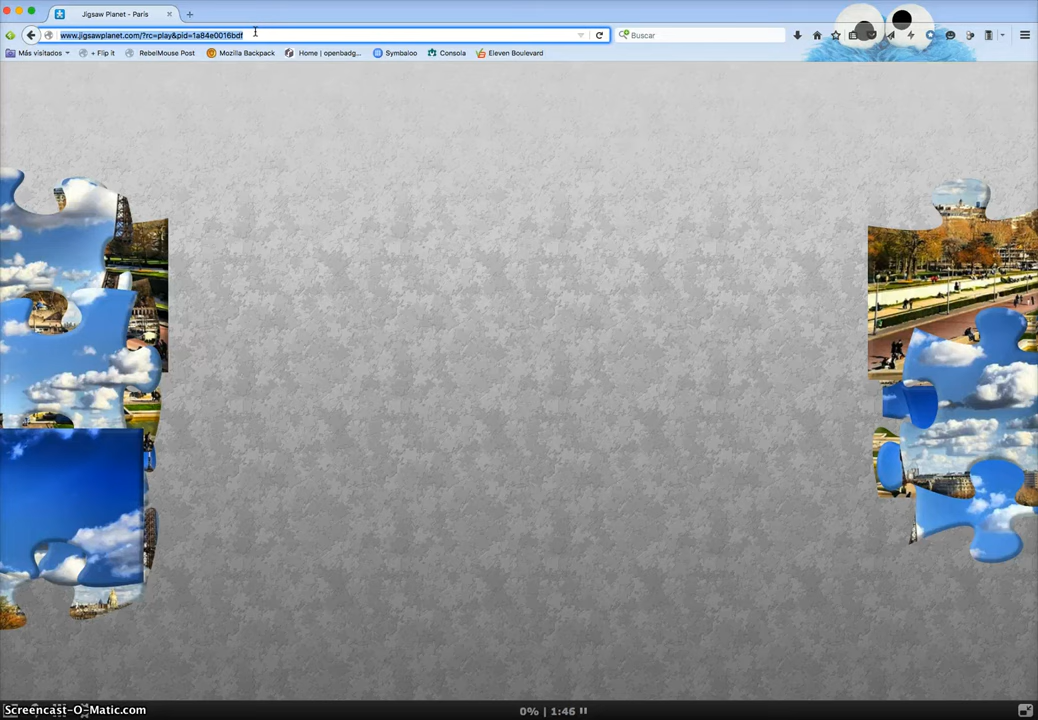 Jigsaw Planet - Paris
www.jigsawplanet.com/?rc=play&pid=1a84e0016bdf
Buscar
Más visitados
+ Flip it
RebelMouse Post
Mozilla Backpack
Home | openbadg...
Symbaloo
Consola
Eleven Boulevard
Screencast-O-Matic.com
0% | 1:46